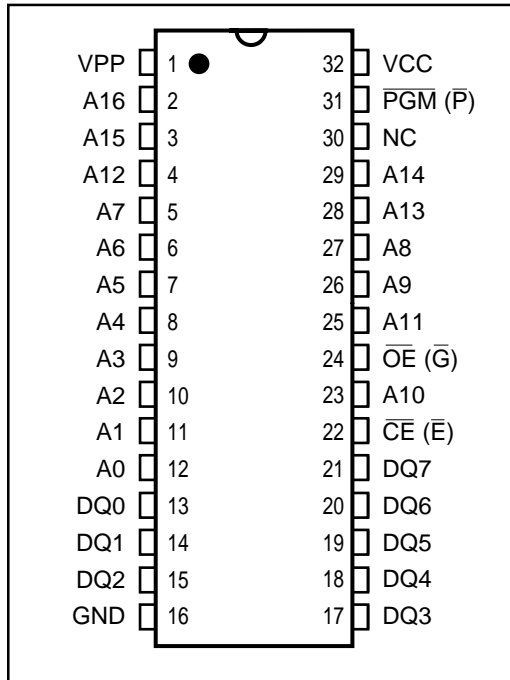 VPP 1 32 VCC
A16 2 31 P̅G̅M̅ (P̅)
A15 3 30 NC
A12 4 29 A14
A7 5 28 A13
A6 6 27 A8
A5 7 26 A9
A4 8 25 A11
A3 9 24 O̅E̅ (G̅)
A2 10 23 A10
A1 11 22 C̅E̅ (E̅)
A0 12 21 DQ7
DQ0 13 20 DQ6
DQ1 14 19 DQ5
DQ2 15 18 DQ4
GND 16 17 DQ3